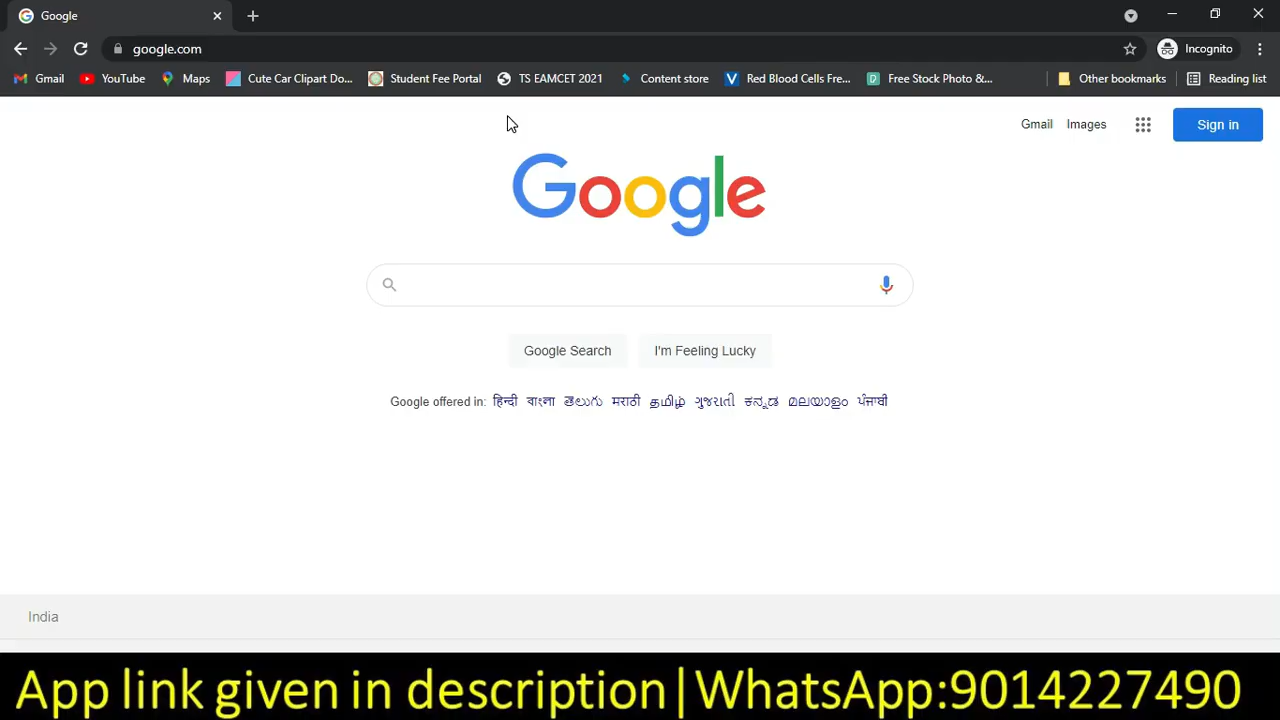 Google
google.com
Incognito
Gmail YouTube Maps Cute Car Clipart Do... Student Fee Portal TS EAMCET 2021 Content store Red Blood Cells Fre... Free Stock Photo &... Other bookmarks Reading list
Gmail Images Sign in
Google
Google Search I'm Feeling Lucky
Google offered in: हिन्दी বাংলা తెలుగు मराठी தமிழ் ગુજરાતી ಕನ್ನಡ മലയാളം ਪੰਜਾਬੀ
India
App link given in description|WhatsApp:9014227490